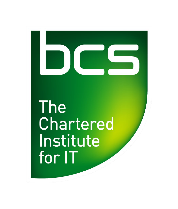 bcs
The
Chartered
Institute
for IT